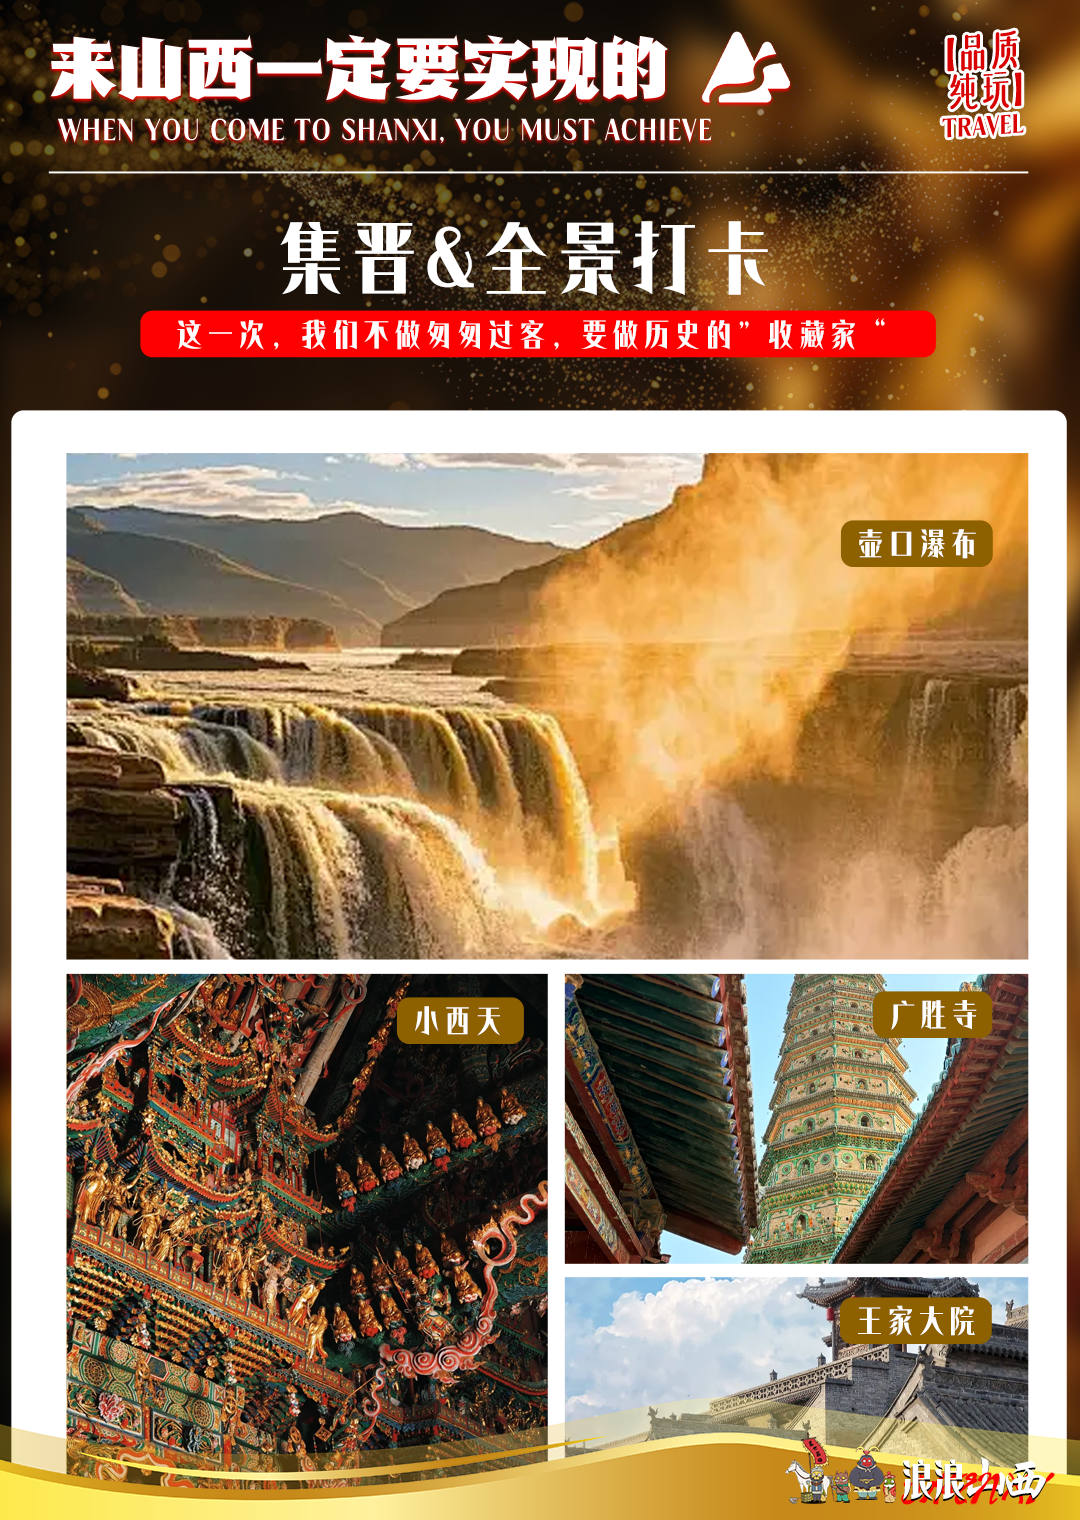 来山西一定要实现的
WHEN YOU COME TO SHANXI, YOU MUST ACHIEVE
品质
纯玩
TRAVEL
集晋&全景打卡
这一次，我们不做匆匆过客，要做历史的”收藏家“
壶口瀑布
小西天
广胜寺
王家大院
浪浪山西